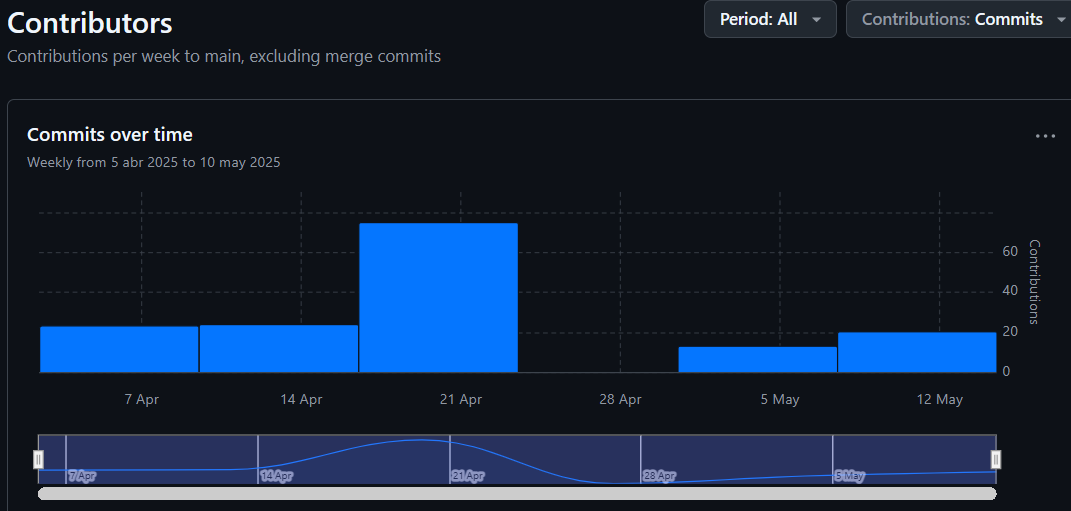 Contributors
Period: All
Contributions: Commits
Contributions per week to main, excluding merge commits
Commits over time
Weekly from 5 abr 2025 to 10 may 2025
60
40
20
0
Contributions
7 Apr
14 Apr
21 Apr
28 Apr
5 May
12 May
7 Apr
14 Apr
21 Apr
28 Apr
5 May